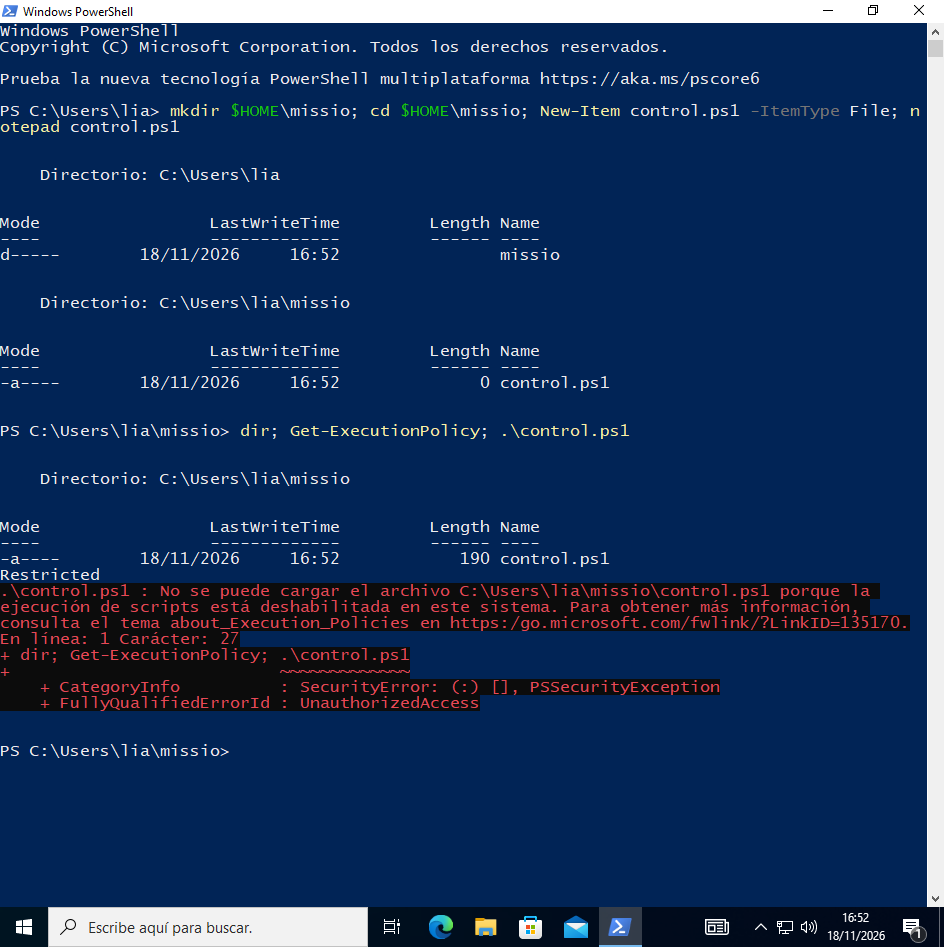 Windows PowerShell
Windows PowerShell
Copyright (C) Microsoft Corporation. Todos los derechos reservados.
Prueba la nueva tecnología PowerShell multiplataforma https://aka.ms/pscore6
PS C:\Users\lia> mkdir $HOME\missio; cd $HOME\missio; New-Item control.ps1 -ItemType File; n
otepad control.ps1
Directorio: C:\Users\lia
Mode LastWriteTime Length Name
---- ------------- ------ ----
d----- 18/11/2026 16:52 missio
Directorio: C:\Users\lia\missio
Mode LastWriteTime Length Name
---- ------------- ------ ----
-a---- 18/11/2026 16:52 0 control.ps1
PS C:\Users\lia\missio> dir; Get-ExecutionPolicy; .\control.ps1
Directorio: C:\Users\lia\missio
Mode LastWriteTime Length Name
---- ------------- ------ ----
-a---- 18/11/2026 16:52 190 control.ps1
Restricted
.\control.ps1 : No se puede cargar el archivo C:\Users\lia\missio\control.ps1 porque la
ejecución de scripts está deshabilitada en este sistema. Para obtener más información,
consulta el tema about_Execution_Policies en https:/go.microsoft.com/fwlink/?LinkID=135170.
En línea: 1 Carácter: 27
+ dir; Get-ExecutionPolicy; .\control.ps1
+ ~~~~~~~~~~~~~
+ CategoryInfo : SecurityError: (:) [], PSSecurityException
+ FullyQualifiedErrorId : UnauthorizedAccess
PS C:\Users\lia\missio>
Escribe aquí para buscar.
16:52
18/11/2026
1